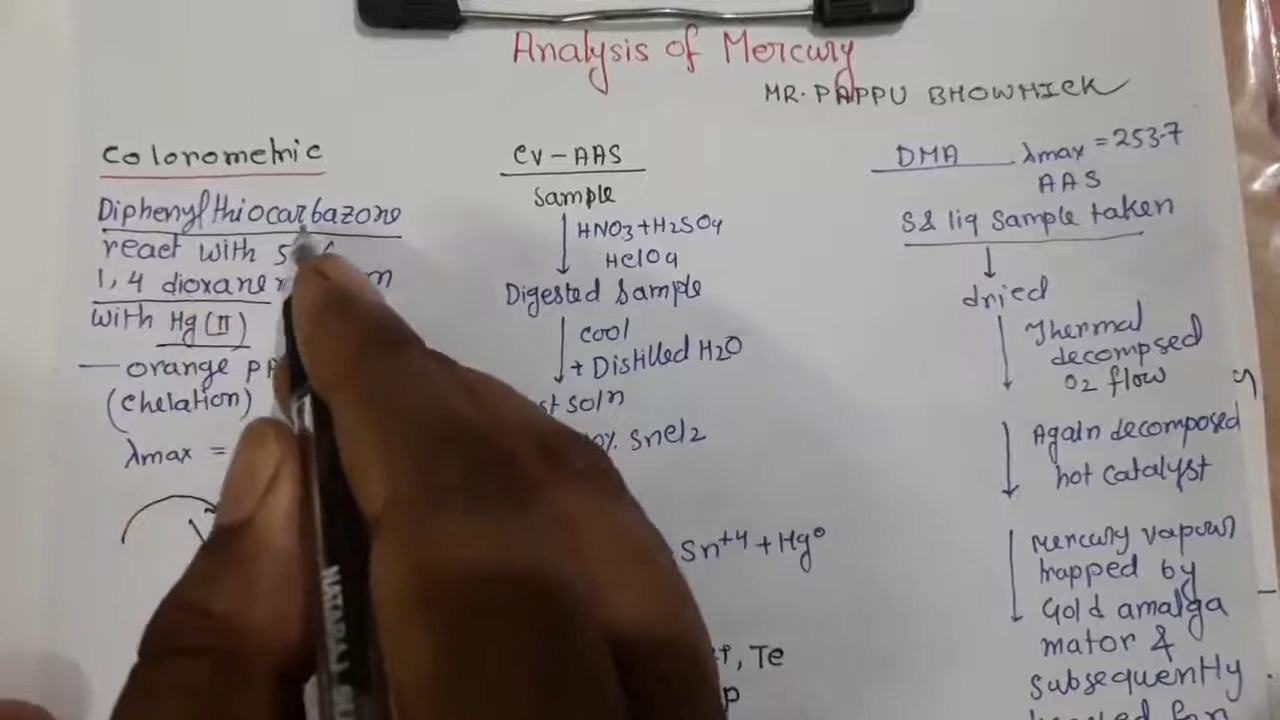 Analysis of Mercury
MR. PAPPU BHOWMICK
Colorometric
Diphenylthiocarbazone
react with
1, 4 dioxane
with Hg(II)
— orange
(chelation)
λmax =
CV-AAS
Sample
HNO3+H2SO4
HClO4
Digested Sample
cool
+ Distilled H2O
soln
SnCl2
Sn+4 + Hg0
, Te
DMA λmax = 253.7
AAS
S & liq sample taken
dried
Thermal
decompsed
O2 flow
Again decomposed
hot catalyst
Mercury vapour
trapped by
Gold amalga
mator &
subsequently
NATARAJ